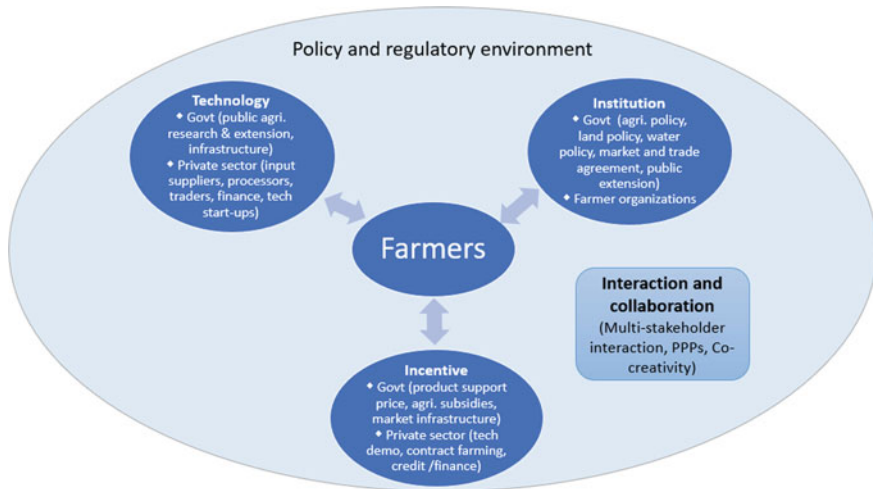 Policy and regulatory environment
Technology
❖ Govt (public agri.
research & extension,
infrastructure)
❖ Private sector (input
suppliers, processors,
traders, finance, tech
start-ups)
Institution
❖ Govt (agri. policy,
land policy, water
policy, market and trade
agreement, public
extension)
❖ Farmer organizations
Farmers
Interaction and
collaboration
(Multi-stakeholder
interaction, PPPs, Co-
creativity)
Incentive
❖ Govt (product support
price, agri. subsidies,
market infrastructure)
❖ Private sector (tech
demo, contract farming,
credit /finance)